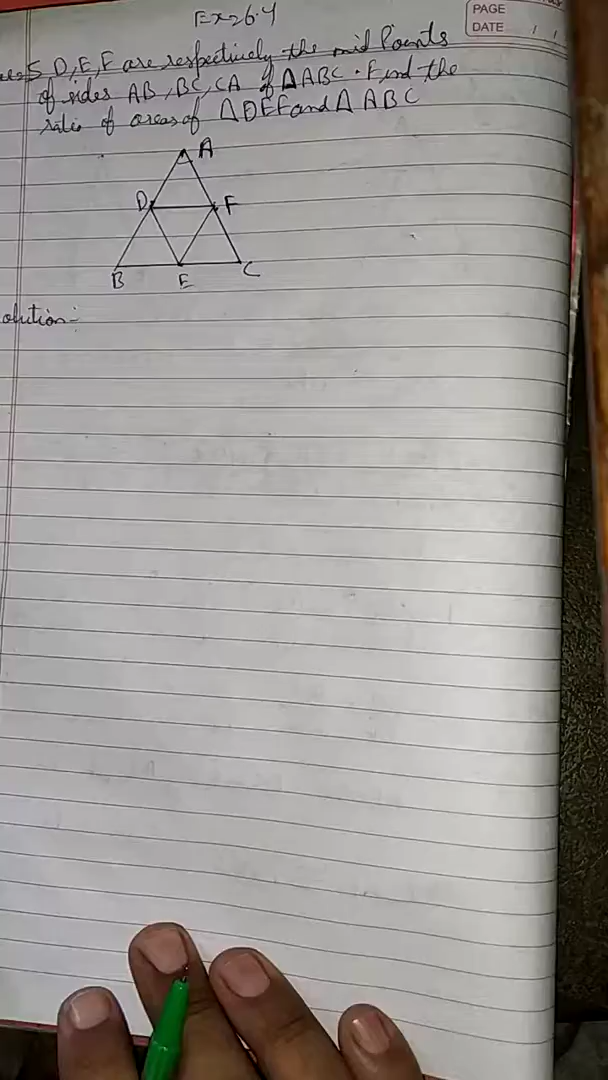 Ex=6.4
PAGE
DATE / /
5 D, E, F are respectively the mid Points
of sides AB, BC, CA of ΔABC. Find the
ratio of areas of ΔDEF and ΔABC
A
D F
B E C
olution:-